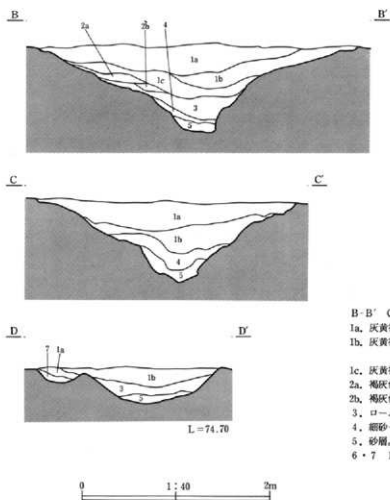 B B′
2a 2b 4
1a
1c 1b
3
5
C C′
1a
1b
4
5
D D′
7 1a
1b
3
5
L=74.70
0 1:40 2m
B-B′ C
1a. 灰黄
1b. 灰黄
1c. 灰黄
2a. 褐灰
2b. 褐灰
3. ロー
4. 細砂
5. 砂層
6・7